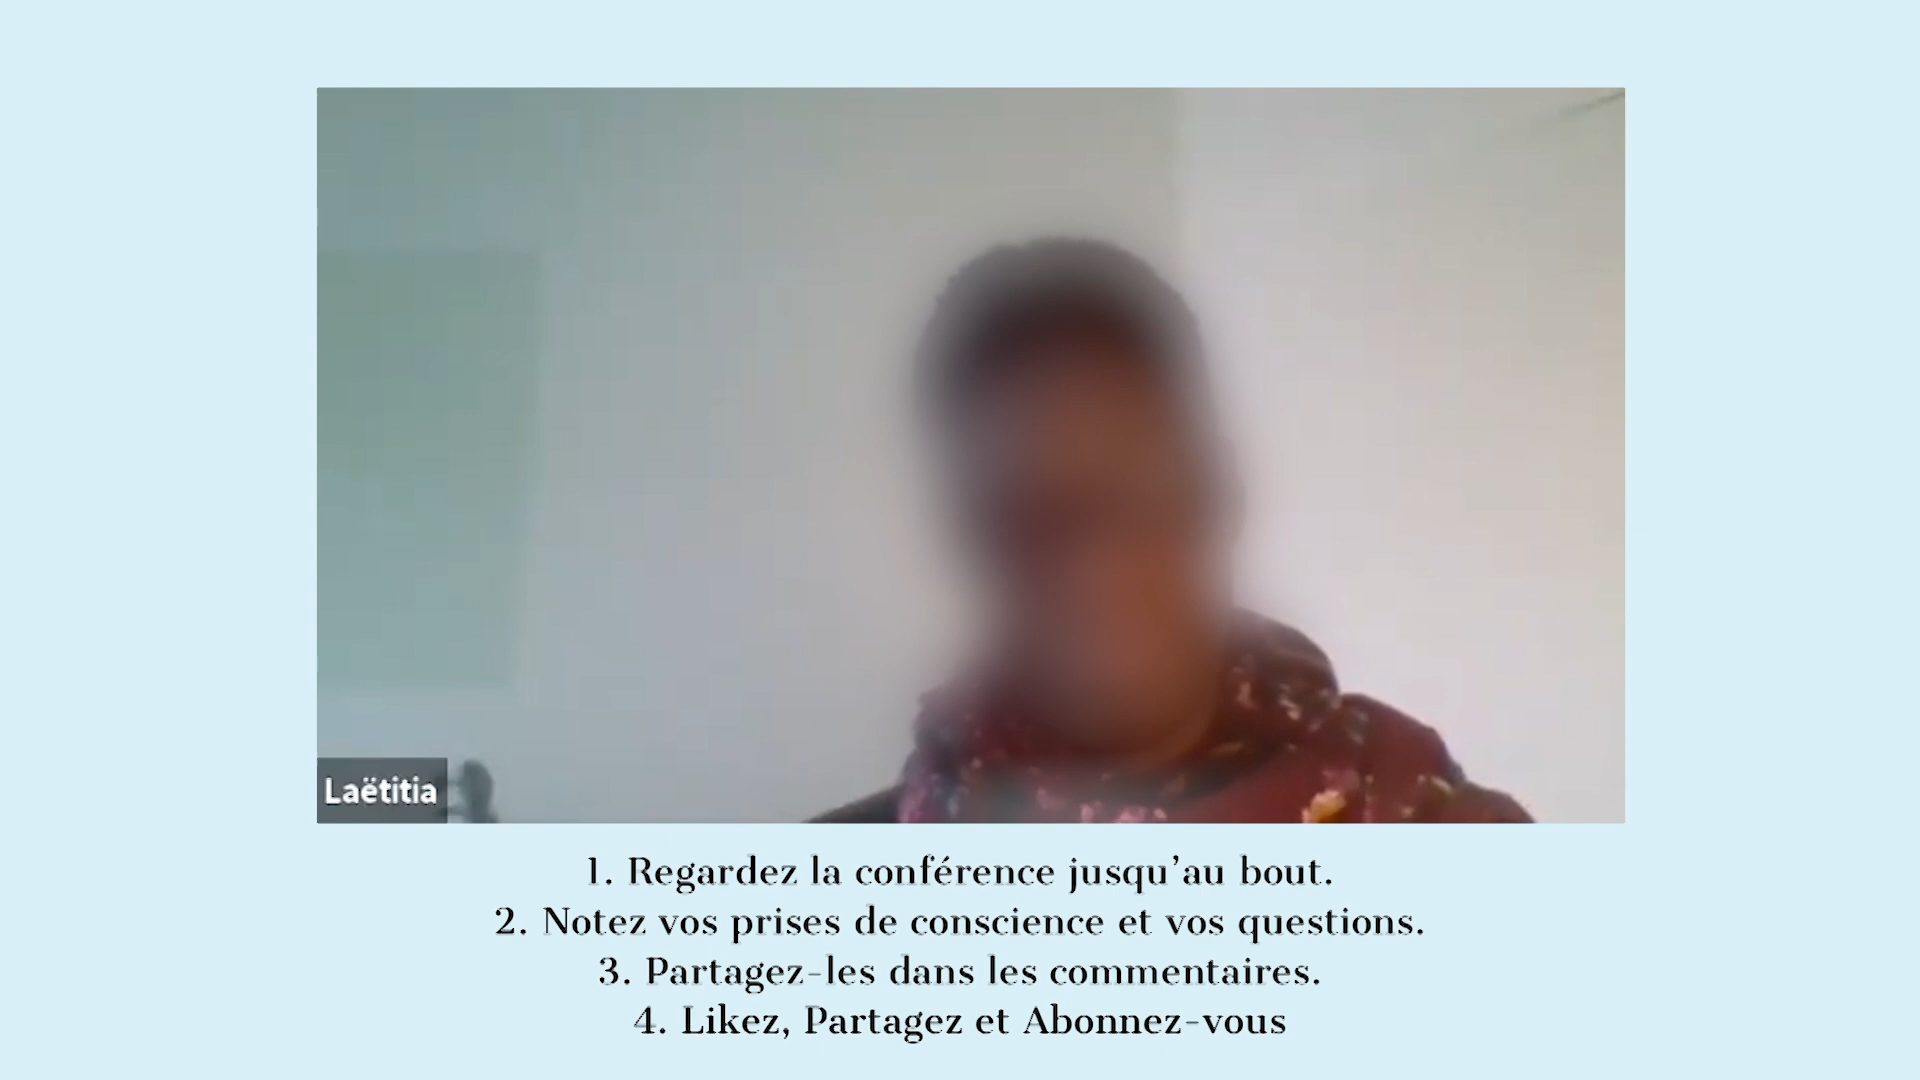 Laëtitia
1. Regardez la conférence jusqu'au bout.
2. Notez vos prises de conscience et vos questions.
3. Partagez-les dans les commentaires.
4. Likez, Partagez et Abonnez-vous